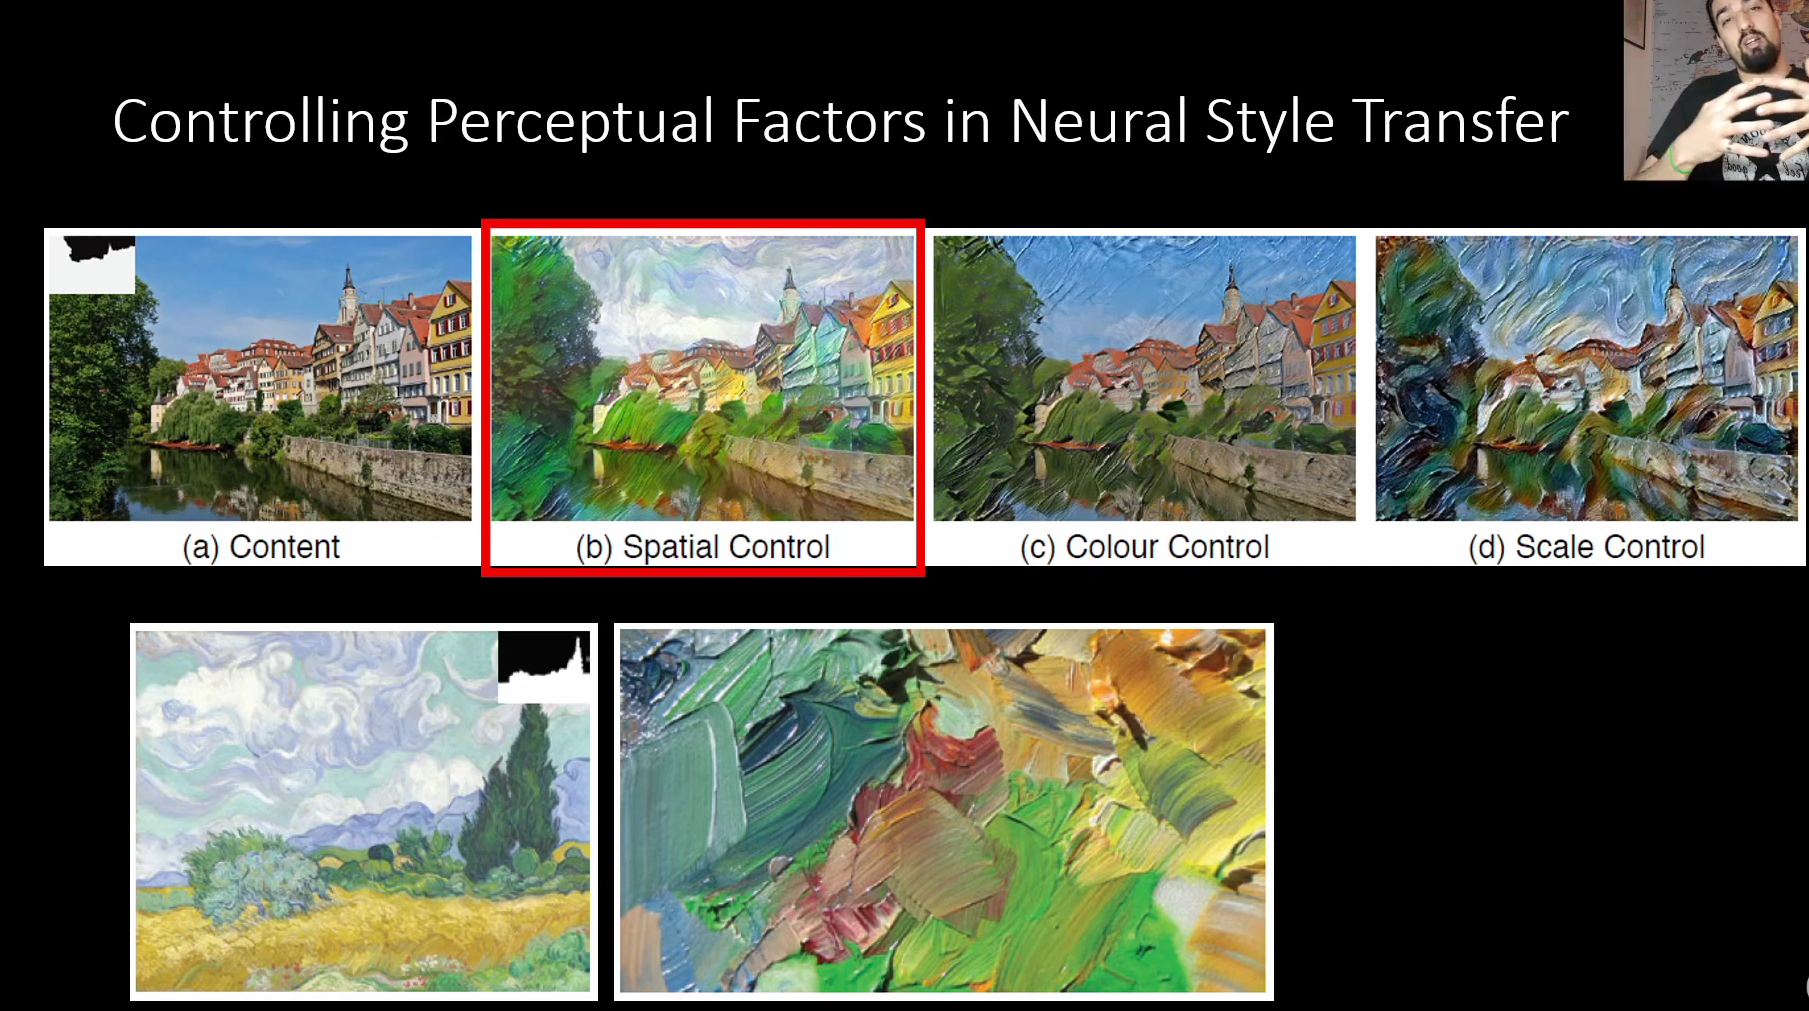 Controlling Perceptual Factors in Neural Style Transfer
(a) Content
(b) Spatial Control
(c) Colour Control
(d) Scale Control